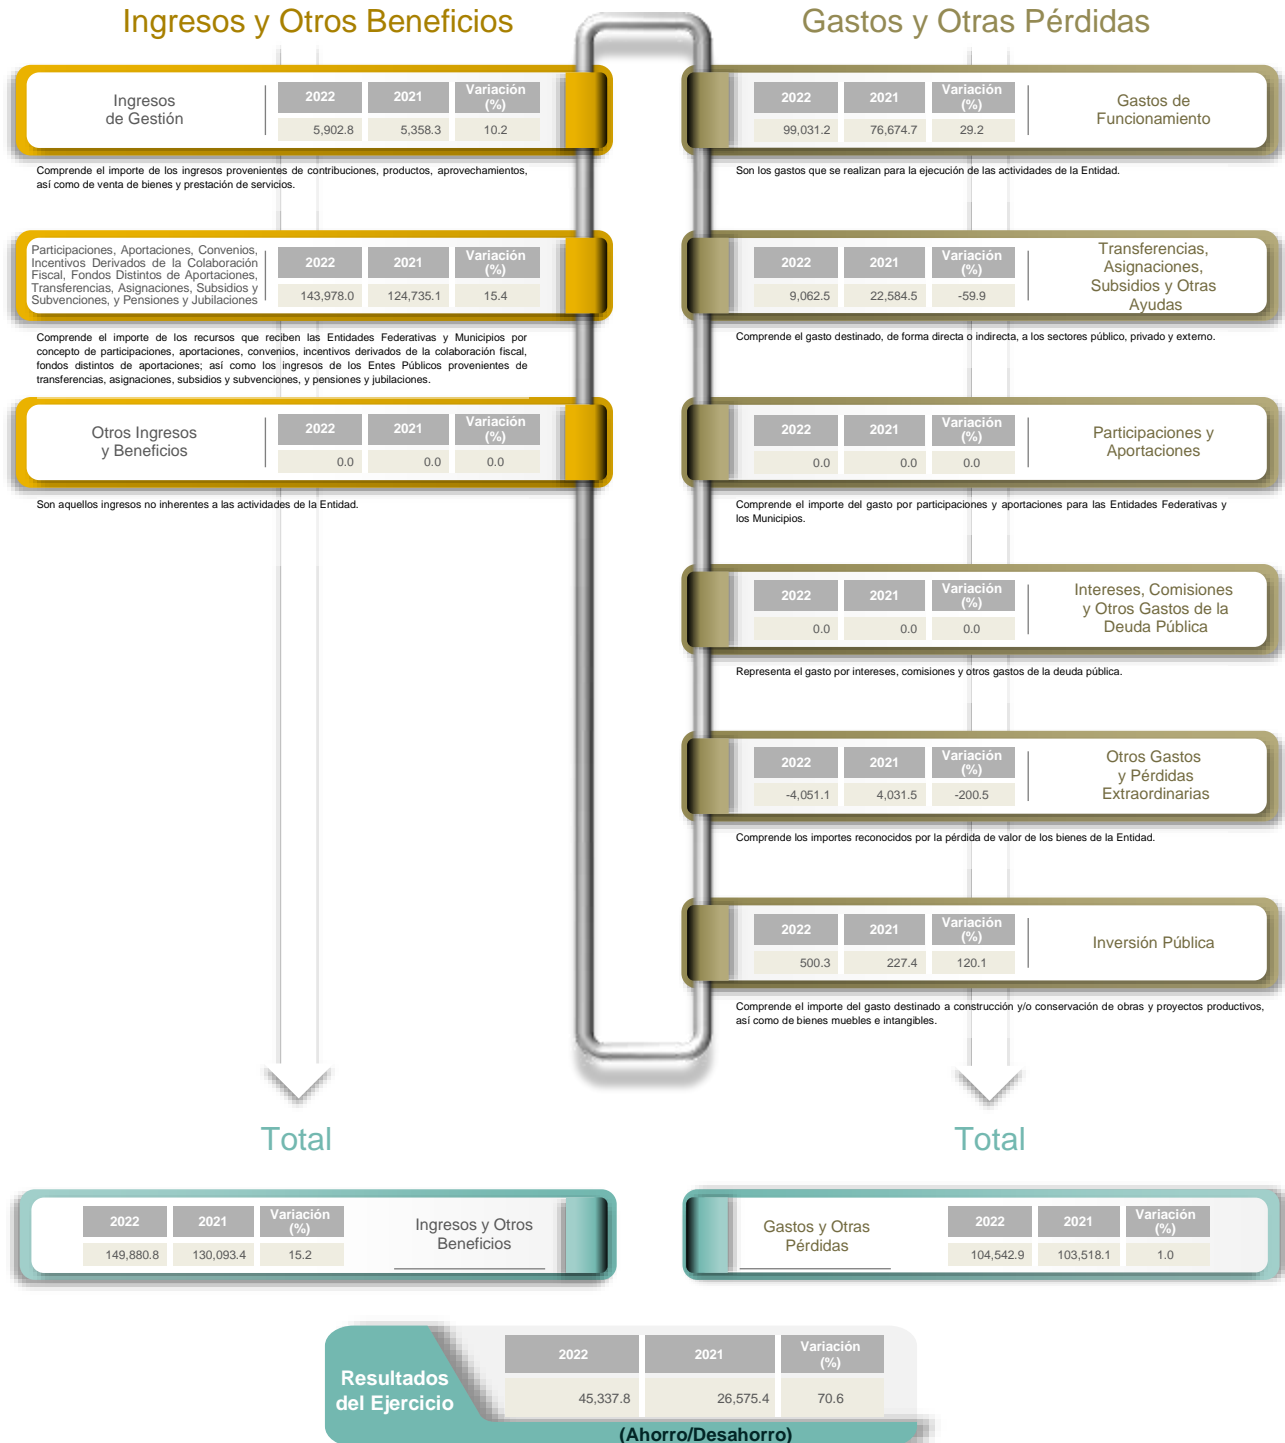 Ingresos y Otros Beneficios
Ingresos
de Gestión
2022 2021 Variación
(%)
5,902.8 5,358.3 10.2
Comprende el importe de los ingresos provenientes de contribuciones, productos, aprovechamientos,
así como de venta de bienes y prestación de servicios.
Participaciones, Aportaciones, Convenios,
Incentivos Derivados de la Colaboración
Fiscal, Fondos Distintos de Aportaciones,
Transferencias, Asignaciones, Subsidios y
Subvenciones, y Pensiones y Jubilaciones
2022 2021 Variación
(%)
143,978.0 124,735.1 15.4
Comprende el importe de los recursos que reciben las Entidades Federativas y Municipios por
concepto de participaciones, aportaciones, convenios, incentivos derivados de la colaboración fiscal,
fondos distintos de aportaciones; así como los ingresos de los Entes Públicos provenientes de
transferencias, asignaciones, subsidios y subvenciones, y pensiones y jubilaciones.
Otros Ingresos
y Beneficios
2022 2021 Variación
(%)
0.0 0.0 0.0
Son aquellos ingresos no inherentes a las actividades de la Entidad.
Gastos y Otras Pérdidas
2022 2021 Variación
(%)
99,031.2 76,674.7 29.2
Gastos de
Funcionamiento
Son los gastos que se realizan para la ejecución de las actividades de la Entidad.
2022 2021 Variación
(%)
9,062.5 22,584.5 -59.9
Transferencias,
Asignaciones,
Subsidios y Otras
Ayudas
Comprende el gasto destinado, de forma directa o indirecta, a los sectores público, privado y externo.
2022 2021 Variación
(%)
0.0 0.0 0.0
Participaciones y
Aportaciones
Comprende el importe del gasto por participaciones y aportaciones para las Entidades Federativas y
los Municipios.
2022 2021 Variación
(%)
0.0 0.0 0.0
Intereses, Comisiones
y Otros Gastos de la
Deuda Pública
Representa el gasto por intereses, comisiones y otros gastos de la deuda pública.
2022 2021 Variación
(%)
-4,051.1 4,031.5 -200.5
Otros Gastos
y Pérdidas
Extraordinarias
Comprende los importes reconocidos por la pérdida de valor de los bienes de la Entidad.
2022 2021 Variación
(%)
500.3 227.4 120.1
Inversión Pública
Comprende el importe del gasto destinado a construcción y/o conservación de obras y proyectos productivos,
así como de bienes muebles e intangibles.
Total
2022 2021 Variación
(%)
149,880.8 130,093.4 15.2
Ingresos y Otros
Beneficios
Total
Gastos y Otras
Pérdidas
2022 2021 Variación
(%)
104,542.9 103,518.1 1.0
Resultados
del Ejercicio
2022 2021 Variación
(%)
45,337.8 26,575.4 70.6
(Ahorro/Desahorro)